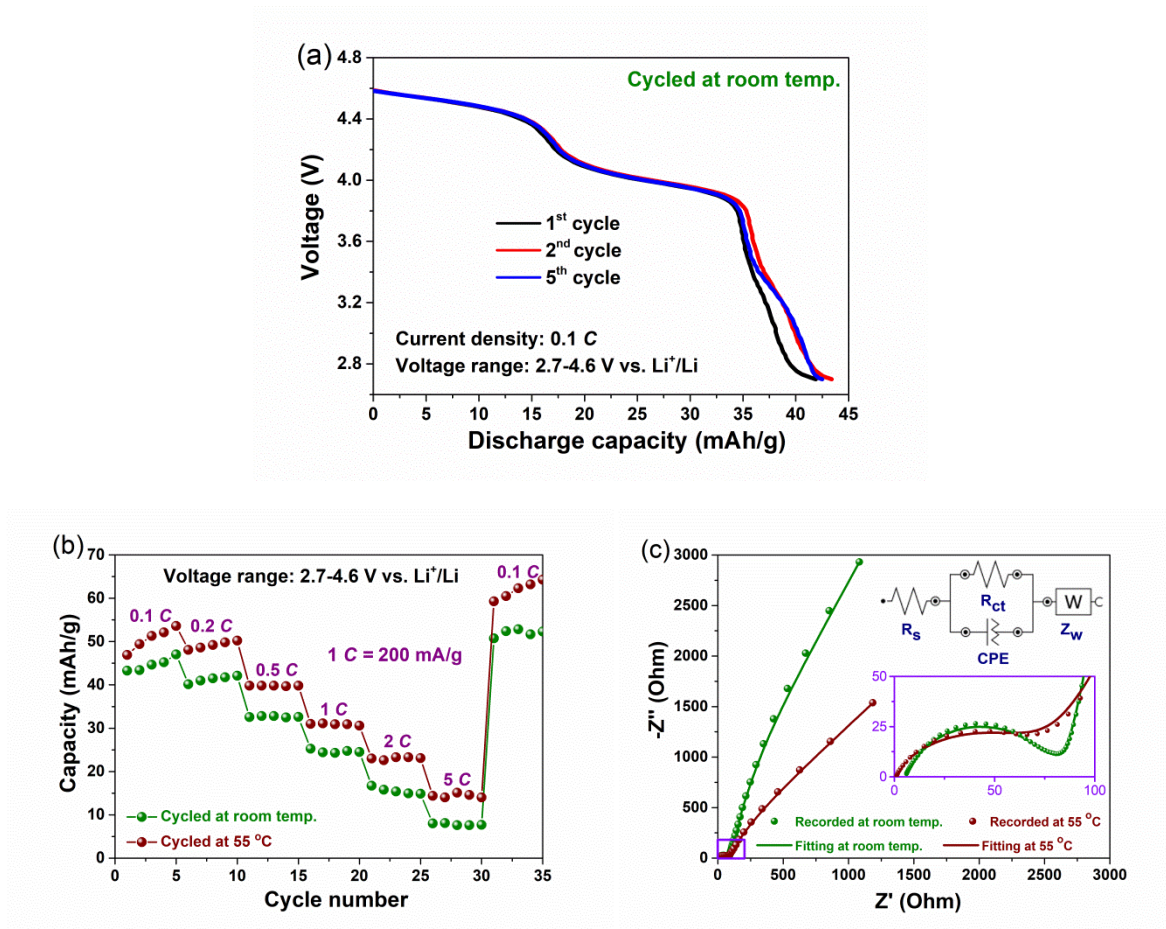 (a)
4.8
4.4
4.0
3.6
3.2
2.8
Voltage (V)
Cycled at room temp.
1st cycle
2nd cycle
5th cycle
Current density: 0.1 C
Voltage range: 2.7-4.6 V vs. Li+/Li
0 5 10 15 20 25 30 35 40 45
Discharge capacity (mAh/g)
(b)
70
60
50
40
30
20
10
0
Capacity (mAh/g)
Voltage range: 2.7-4.6 V vs. Li+/Li
0.1 C
0.2 C
0.5 C
1 C
2 C
5 C
0.1 C
1 C = 200 mA/g
Cycled at room temp.
Cycled at 55 oC
0 5 10 15 20 25 30 35
Cycle number
(c)
3000
2500
2000
1500
1000
500
0
-Z'' (Ohm)
Rs
Rct
CPE
W
Zw
50
25
0
0 50 100
Recorded at room temp.
Recorded at 55 oC
Fitting at room temp.
Fitting at 55 oC
0 500 1000 1500 2000 2500 3000
Z' (Ohm)